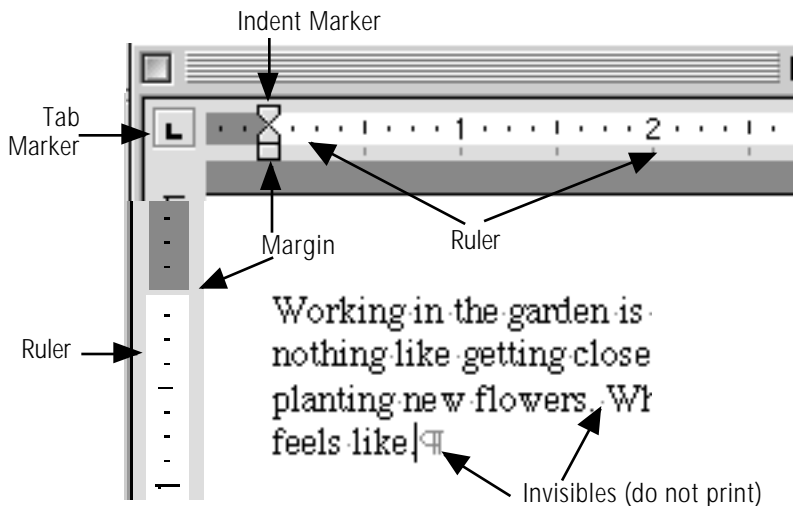 Indent Marker
Tab
Marker
1 2
Margin
Ruler
Ruler
Working·in·the·garden·is·
nothing·like·getting·close
planting·new·flowers.·Wh
feels·like.¶
Invisibles (do not print)